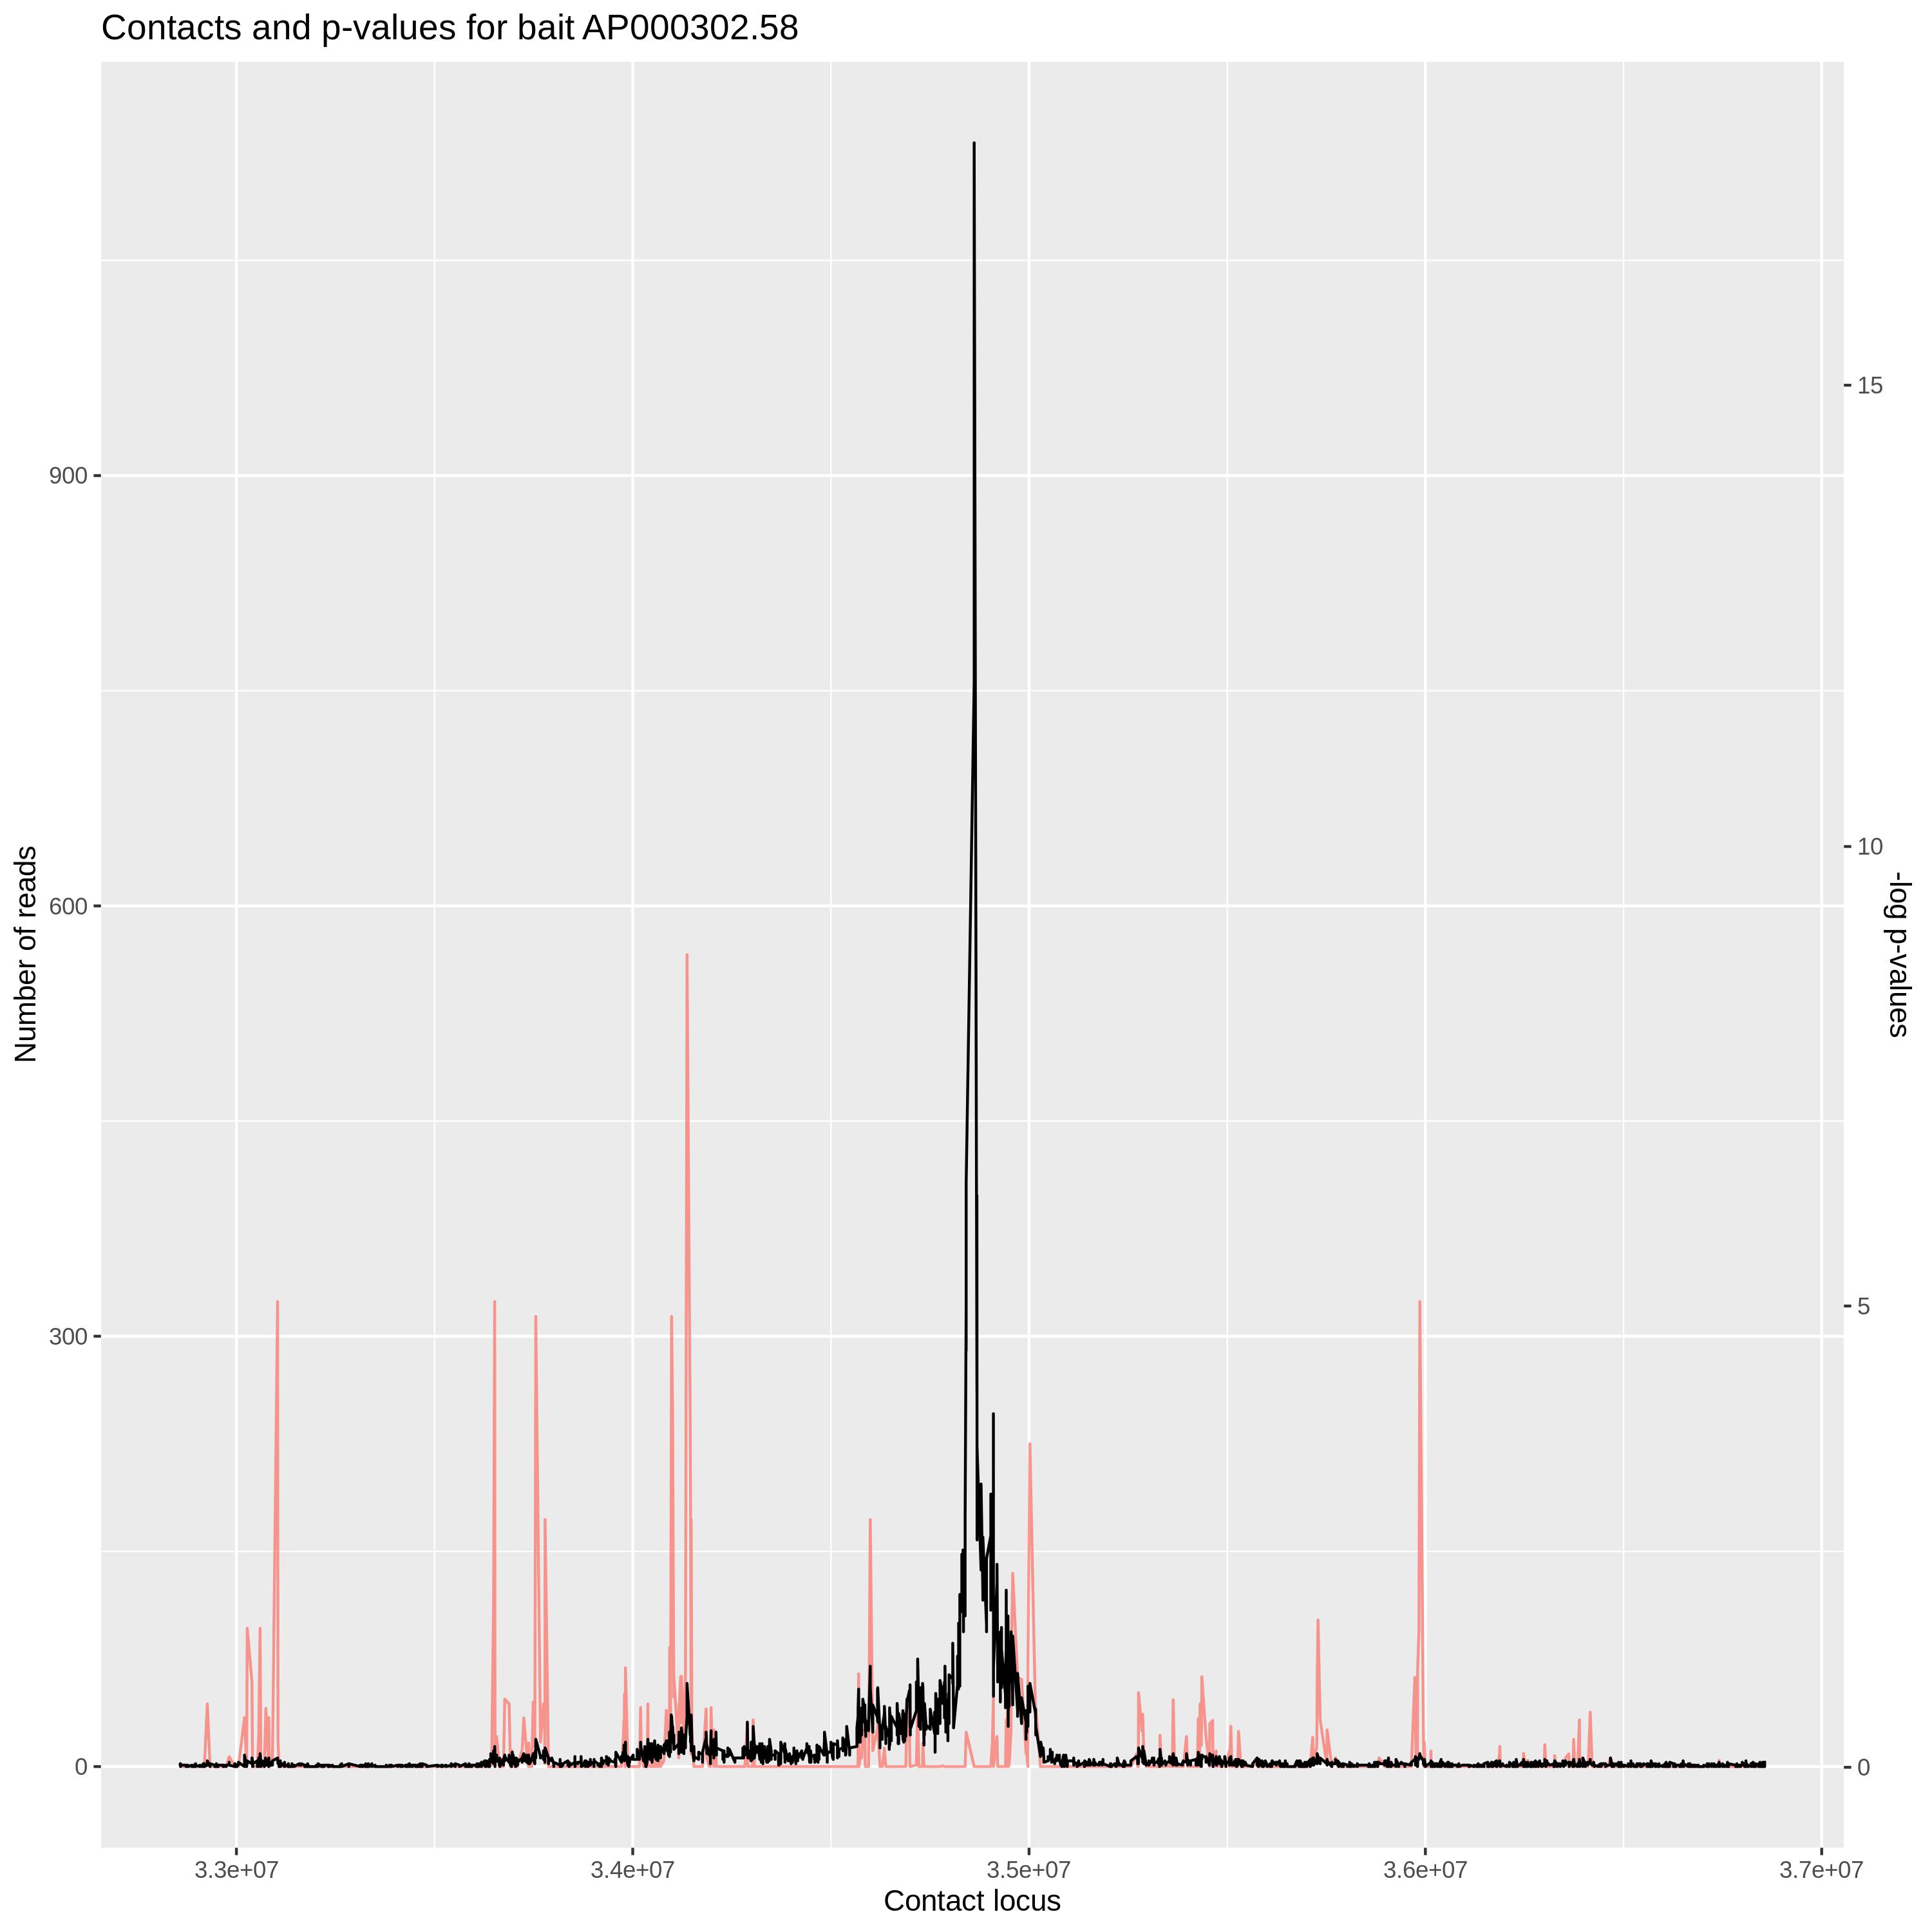 Contacts and p-values for bait AP000302.58
Number of reads
900
600
300
0
15
10
5
0
-log p-values
3.3e+07 3.4e+07 3.5e+07 3.6e+07 3.7e+07
Contact locus